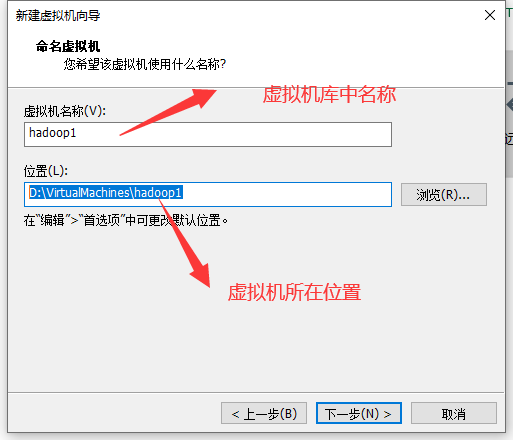 新建虚拟机向导
命名虚拟机
您希望该虚拟机使用什么名称?
虚拟机库中名称
虚拟机名称(V):
hadoop1
位置(L):
D:\VirtualMachines\hadoop1
浏览(R)...
在“编辑”>“首选项”中可更改默认位置。
虚拟机所在位置
< 上一步(B)
下一步(N) >
取消